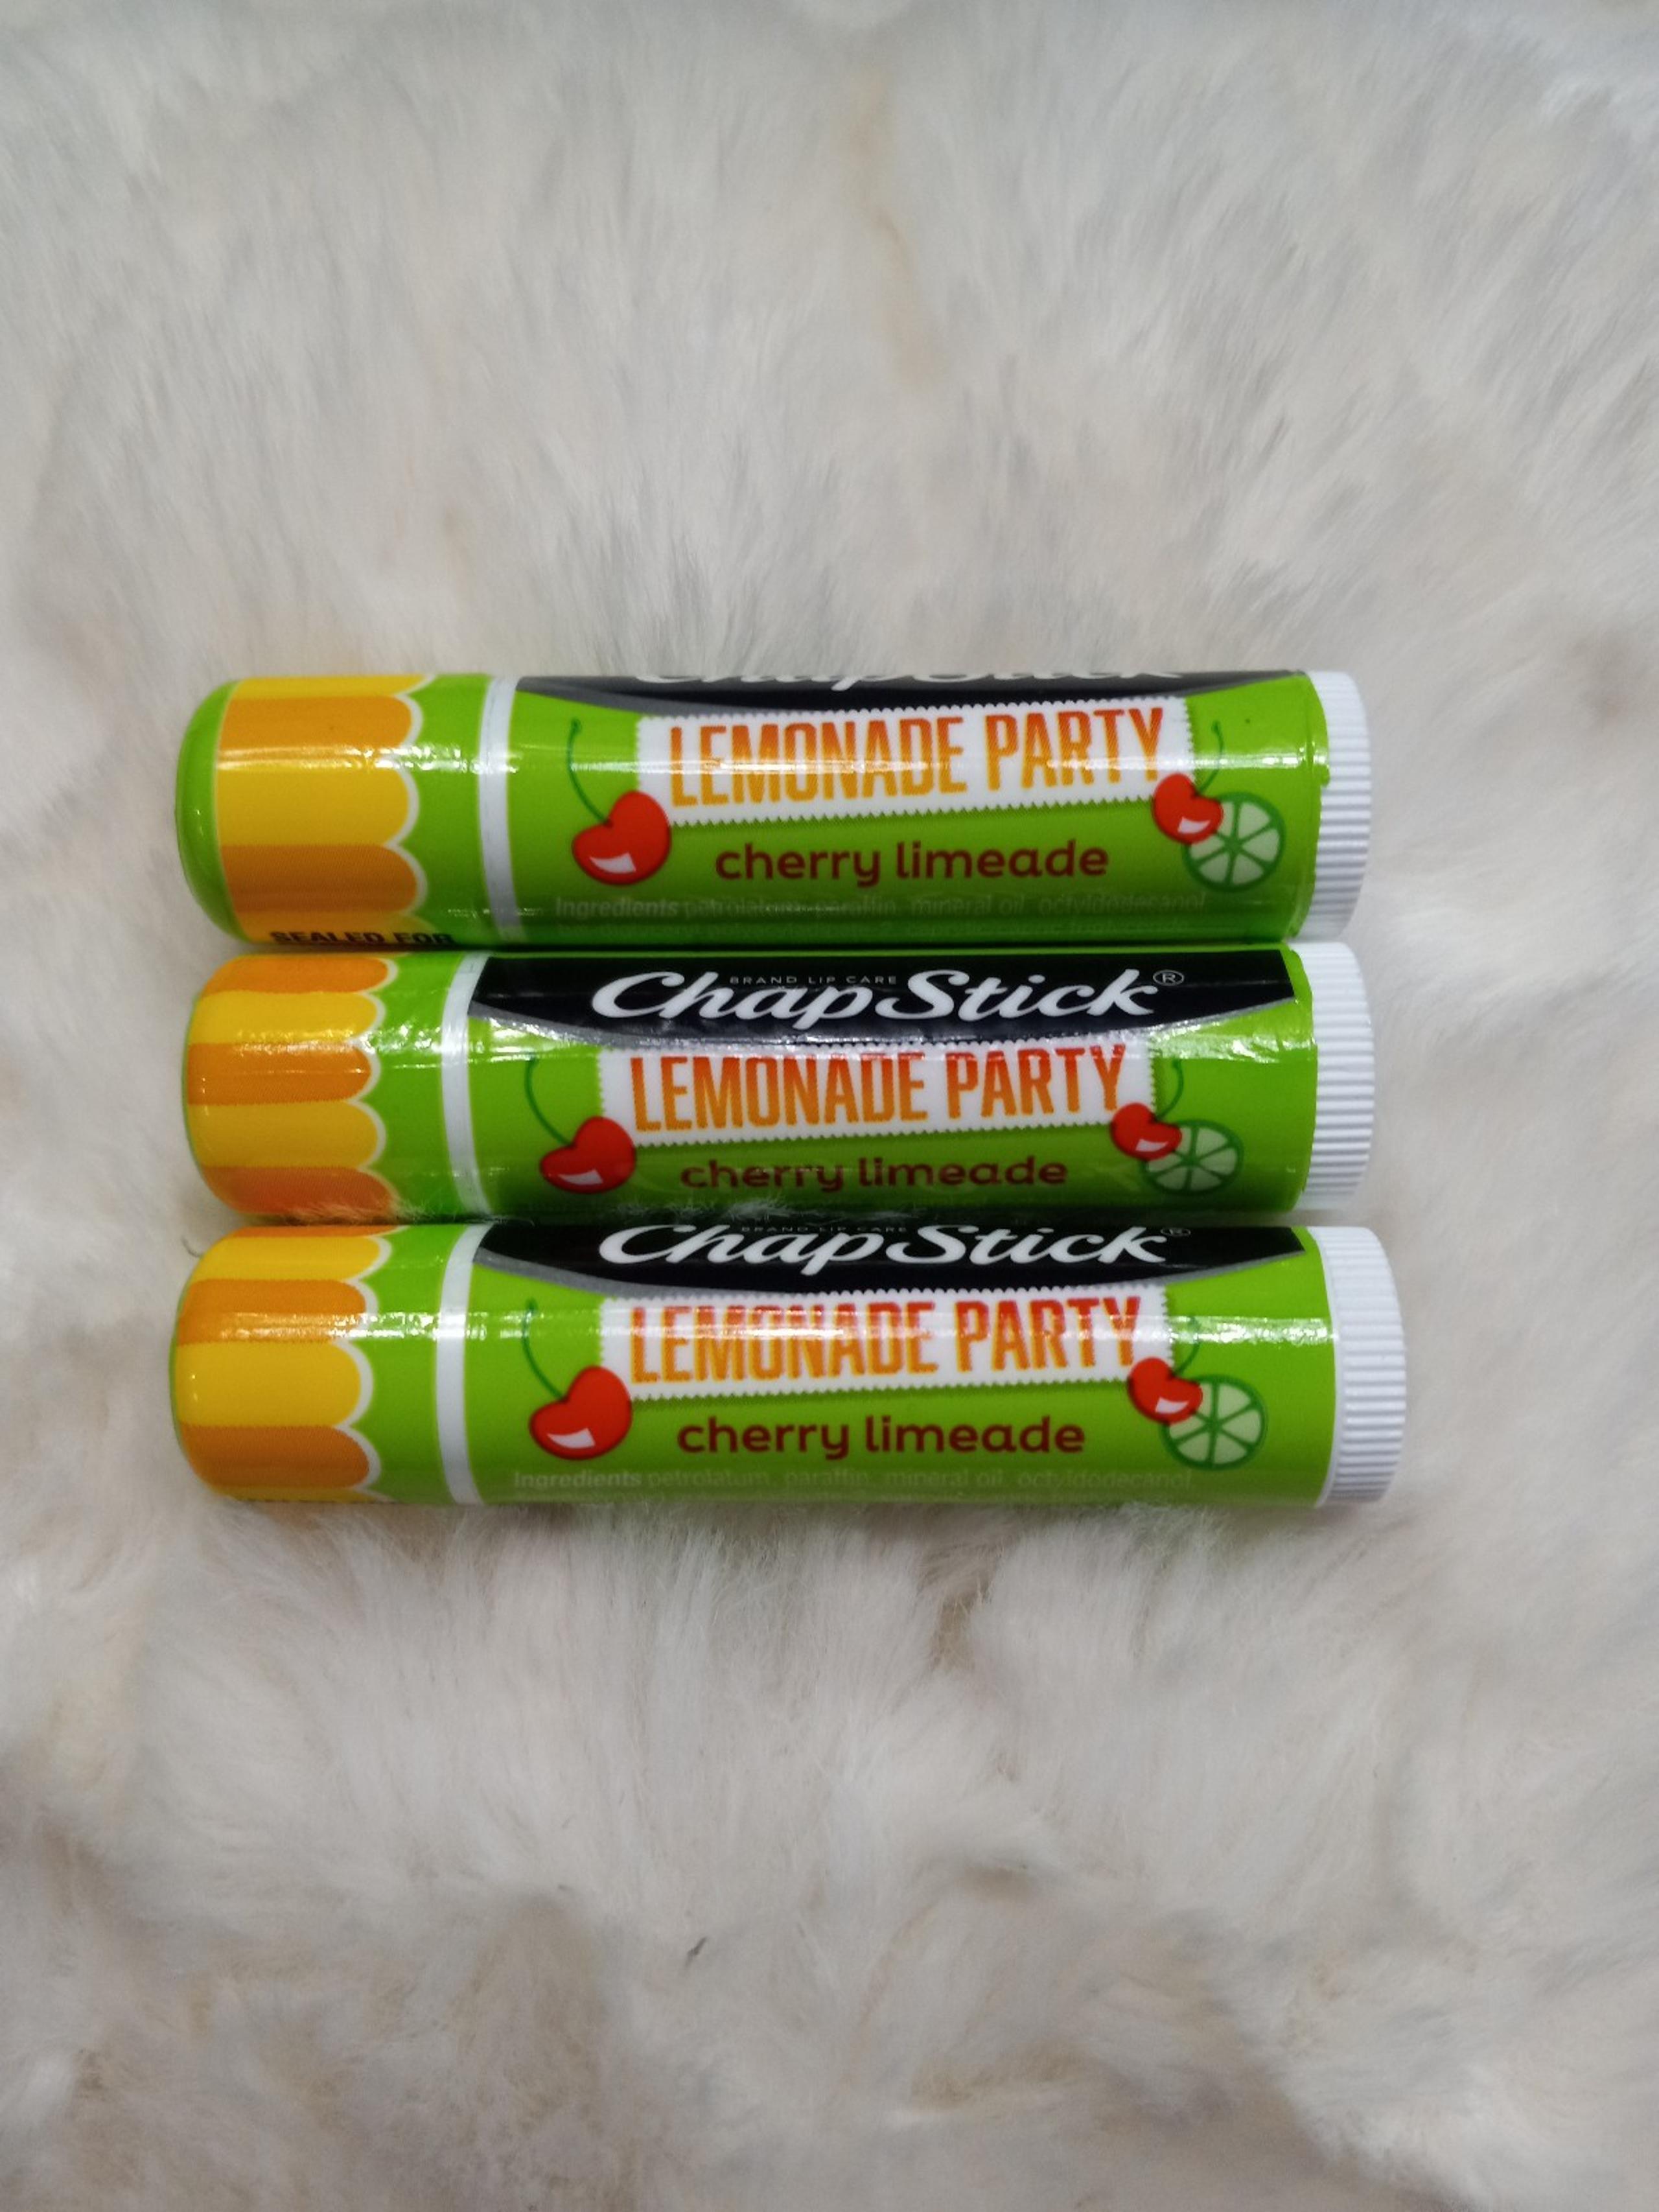 ChapStick
LEMONADE PARTY
cherry limeade
Ingredients petrolatum, paraffin, mineral oil, octyldodecanol,
SEALED FOR
BRAND LIP CARE
ChapStick®
LEMONADE PARTY
cherry limeade
BRAND LIP CARE
ChapStick®
LEMONADE PARTY
cherry limeade
Ingredients petrolatum, paraffin, mineral oil, octyldodecanol,